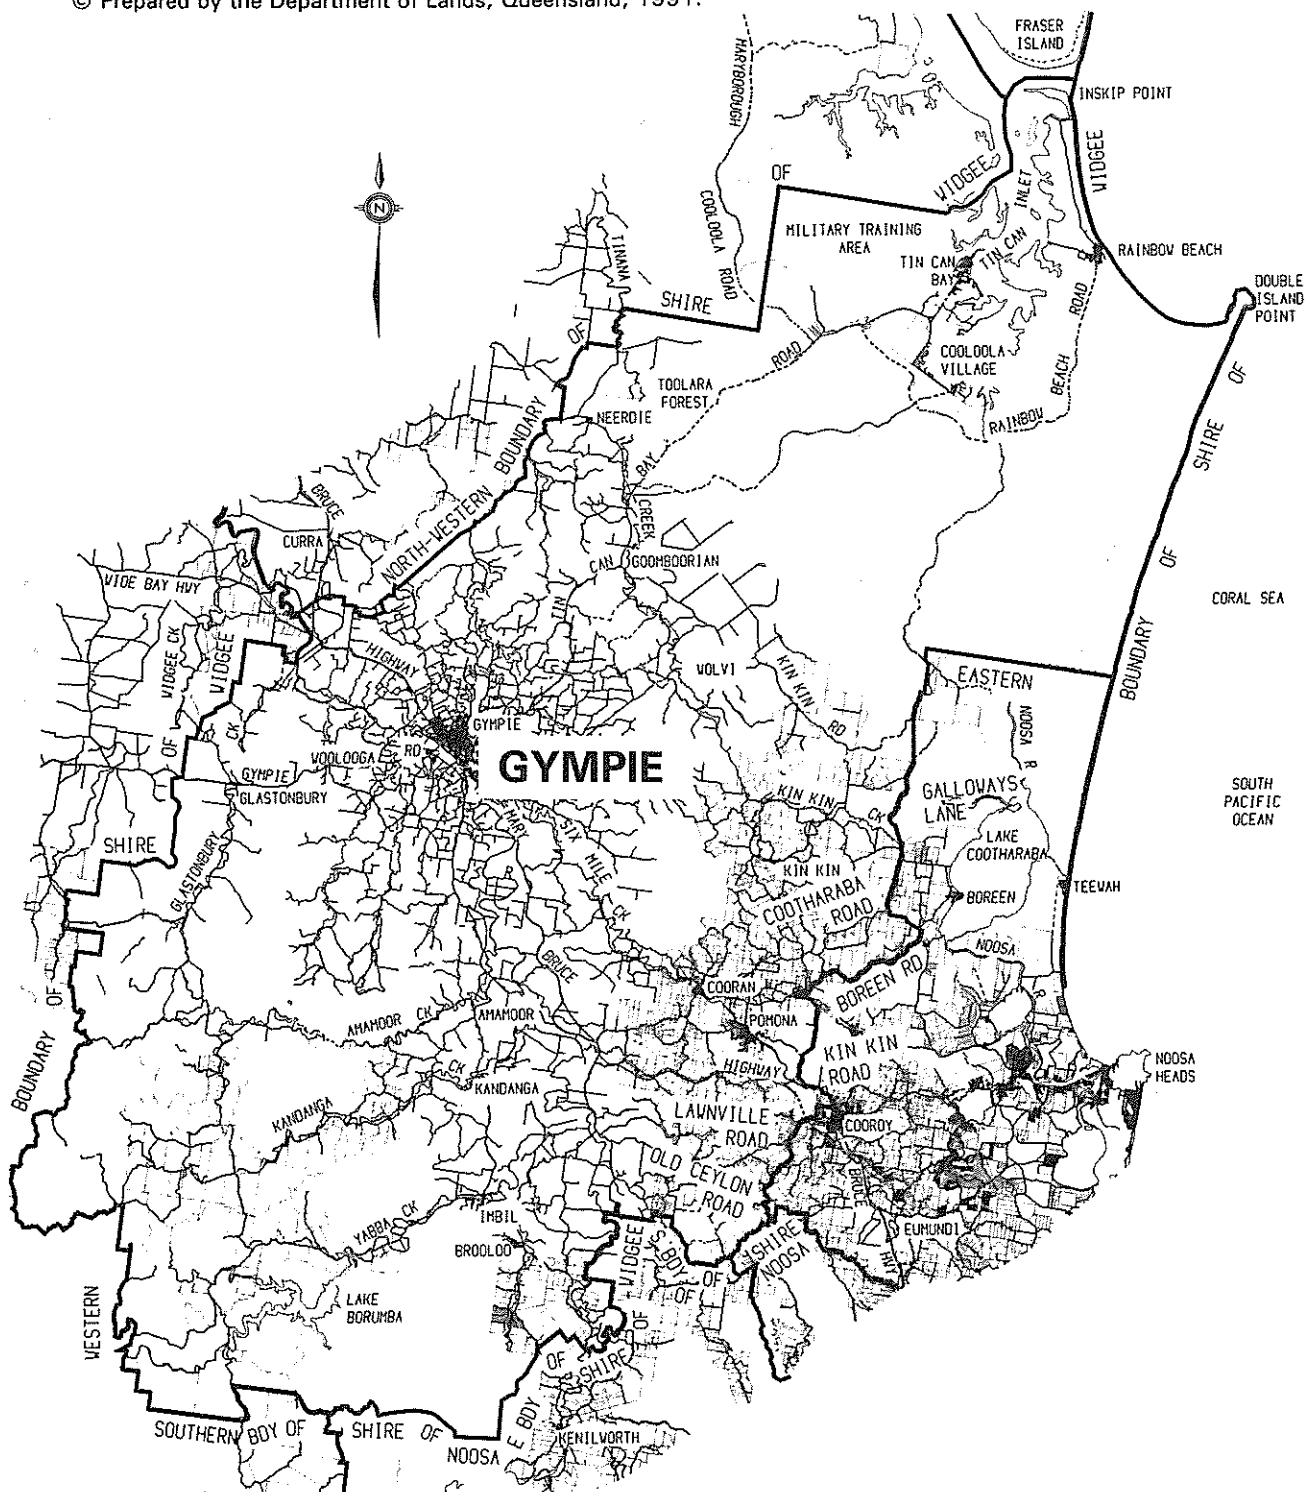 © Prepared by the Department of Lands, Queensland, 1991.
FRASER
ISLAND
MARYBOROUGH
INSKIP POINT
OF
WIDGEE
WIDGEE
INLET
COOLOOLA
ROAD
MILITARY TRAINING
AREA
TIN CAN
BAY
TIN CAN
RAINBOW BEACH
N
TINANA
SHIRE
DOUBLE
ISLAND
POINT
ROAD
OF
ROAD
COOLOOLA
VILLAGE
BEACH
OF
TOOLARA
FOREST
RAINBOW
SHIRE
NEERDIE
BOUNDARY
BAY
BRUCE
NORTH-WESTERN
CREEK
CURRA
CAN
GOOMBOORIAN
OF
WIDE BAY HWY
TIN
CORAL SEA
WIDGEE CK
WIDGEE
HIGHWAY
WOLVI
KIN KIN
RD
BOUNDARY
EASTERN
OF
CK
GYMPIE
NOOSA
R
WOOLOOGA
RD
GYMPIE
GYMPIE
GLASTONBURY
KIN KIN
CK
GALLOWAYS
LANE
SOUTH
PACIFIC
OCEAN
SHIRE
MARY
R
SIX
MILE
CK
LAKE
COOTHARABA
GLASTONBURY
KIN KIN
COOTHARABA
ROAD
BOREEN
TEEWAH
NOOSA
R
BRUCE
OF
COORAN
BOREEN RD
AMAMOOR
CK
AMAMOOR
POMONA
BOUNDARY
HIGHWAY
KIN KIN
ROAD
NOOSA
HEADS
CK
KANDANGA
KANDANGA
LAWNVILLE
ROAD
COOROY
OLD CEYLON
ROAD
BRUCE
YABBA
CK
IMBIL
EUMUNDI
HWY
BROOLOO
WIDGEE
S.BDY
OF
SHIRE
NOOSA
OF
OF
LAKE
BORUMBA
WESTERN
OF
SHIRE
SOUTHERN
BDY OF
SHIRE
OF
NOOSA
E BDY
KENILWORTH